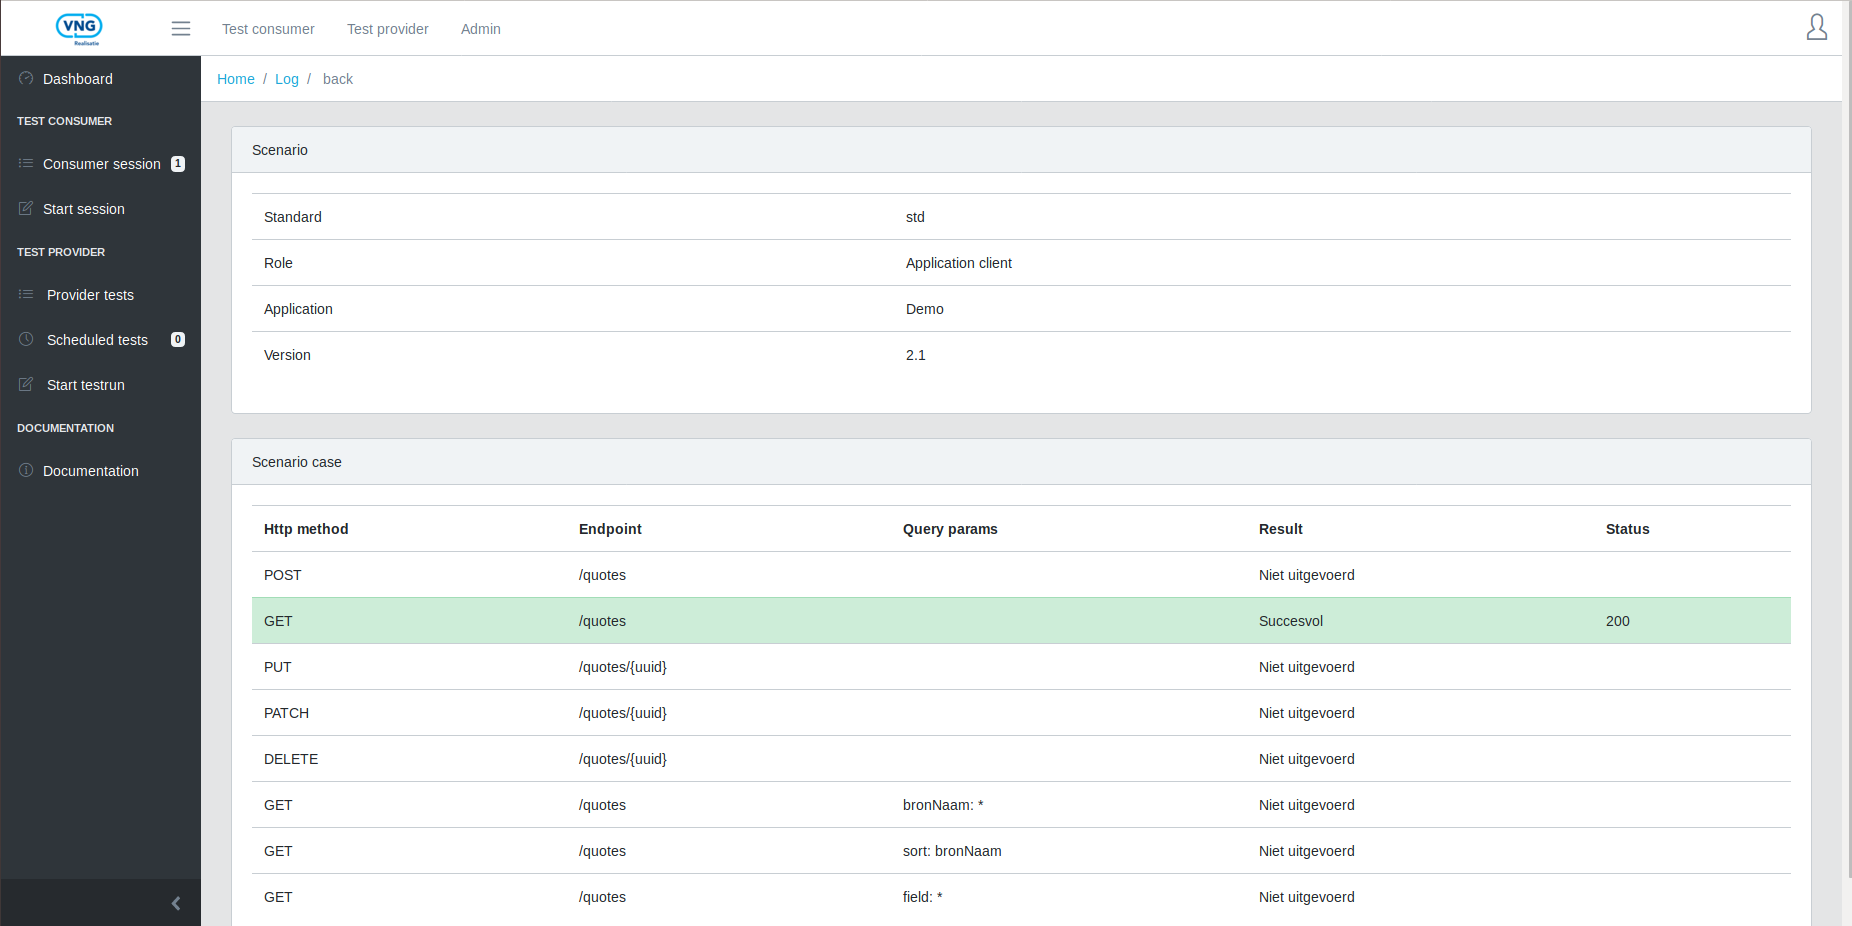 VNG
Realisatie
Test consumer Test provider Admin
Dashboard
TEST CONSUMER
Consumer session 1
Start session
TEST PROVIDER
Provider tests
Scheduled tests 0
Start testrun
DOCUMENTATION
Documentation
Home / Log / back
Scenario
Standard std
Role Application client
Application Demo
Version 2.1
Scenario case
Http method Endpoint Query params Result Status
POST /quotes Niet uitgevoerd
GET /quotes Succesvol 200
PUT /quotes/{uuid} Niet uitgevoerd
PATCH /quotes/{uuid} Niet uitgevoerd
DELETE /quotes/{uuid} Niet uitgevoerd
GET /quotes bronNaam: * Niet uitgevoerd
GET /quotes sort: bronNaam Niet uitgevoerd
GET /quotes field: * Niet uitgevoerd